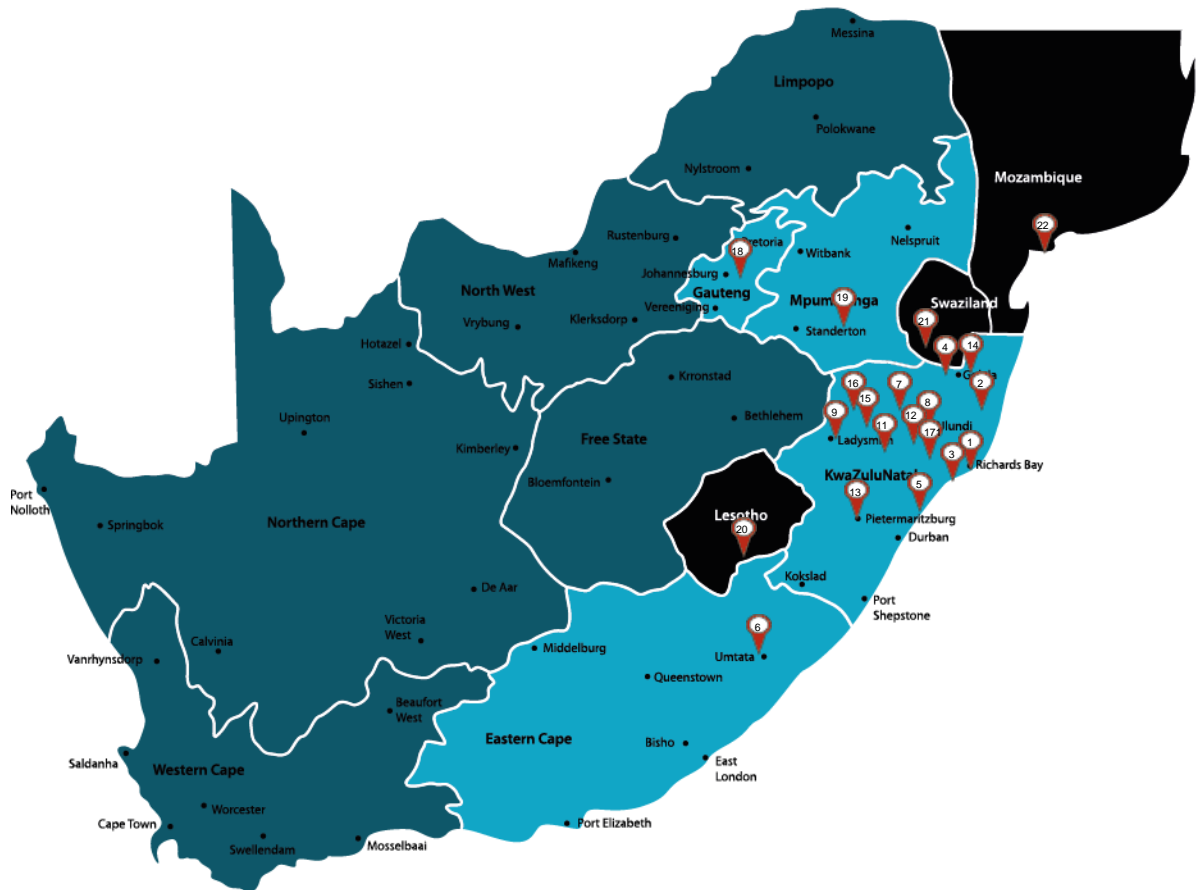 Messina
Limpopo
Polokwane
Nylstroom
Mozambique
22
Rustenburg
Nelspruit
18
Witbank
Mafikeng
Johannesburg
North West
Gauteng
19
Swaziland
Vereeniging
Klerksdorp
Vrybung
Standerton
21
Hotazel
4
14
Krronstad
Sishen
16
7
2
15
8
9
12
Bethlehem
Upington
11
171
Ladysmith
Free State
Kimberley
3
1
Richards Bay
KwaZuluNatal
Bloemfontein
5
13
Port
Nolloth
Springbok
Northern Cape
Lesotho
20
Pietermaritzburg
Durban
Kokslad
De Aar
Port
Shepstone
Victoria
West
6
Calvinia
Middelburg
Vanrhynsdorp
Umtata
Queenstown
Beaufort
West
Eastern Cape
Bisho
East
London
Saldanha
Western Cape
Worcester
Cape Town
Port Elizabeth
Swellendam
Mosselbaai